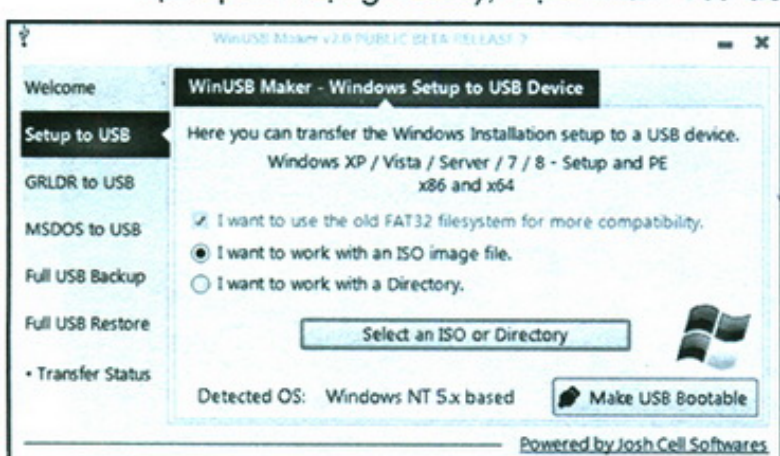 WinUSB Maker v2.0 PUBLIC BETA RELEASE 2
Welcome
Setup to USB
GRLDR to USB
MSDOS to USB
Full USB Backup
Full USB Restore
• Transfer Status
WinUSB Maker - Windows Setup to USB Device
Here you can transfer the Windows Installation setup to a USB device.
Windows XP / Vista / Server / 7 / 8 - Setup and PE
x86 and x64
I want to use the old FAT32 filesystem for more compatibility.
I want to work with an ISO image file.
I want to work with a Directory.
Select an ISO or Directory
Detected OS: Windows NT 5.x based
Make USB Bootable
Powered by Josh Cell Softwares